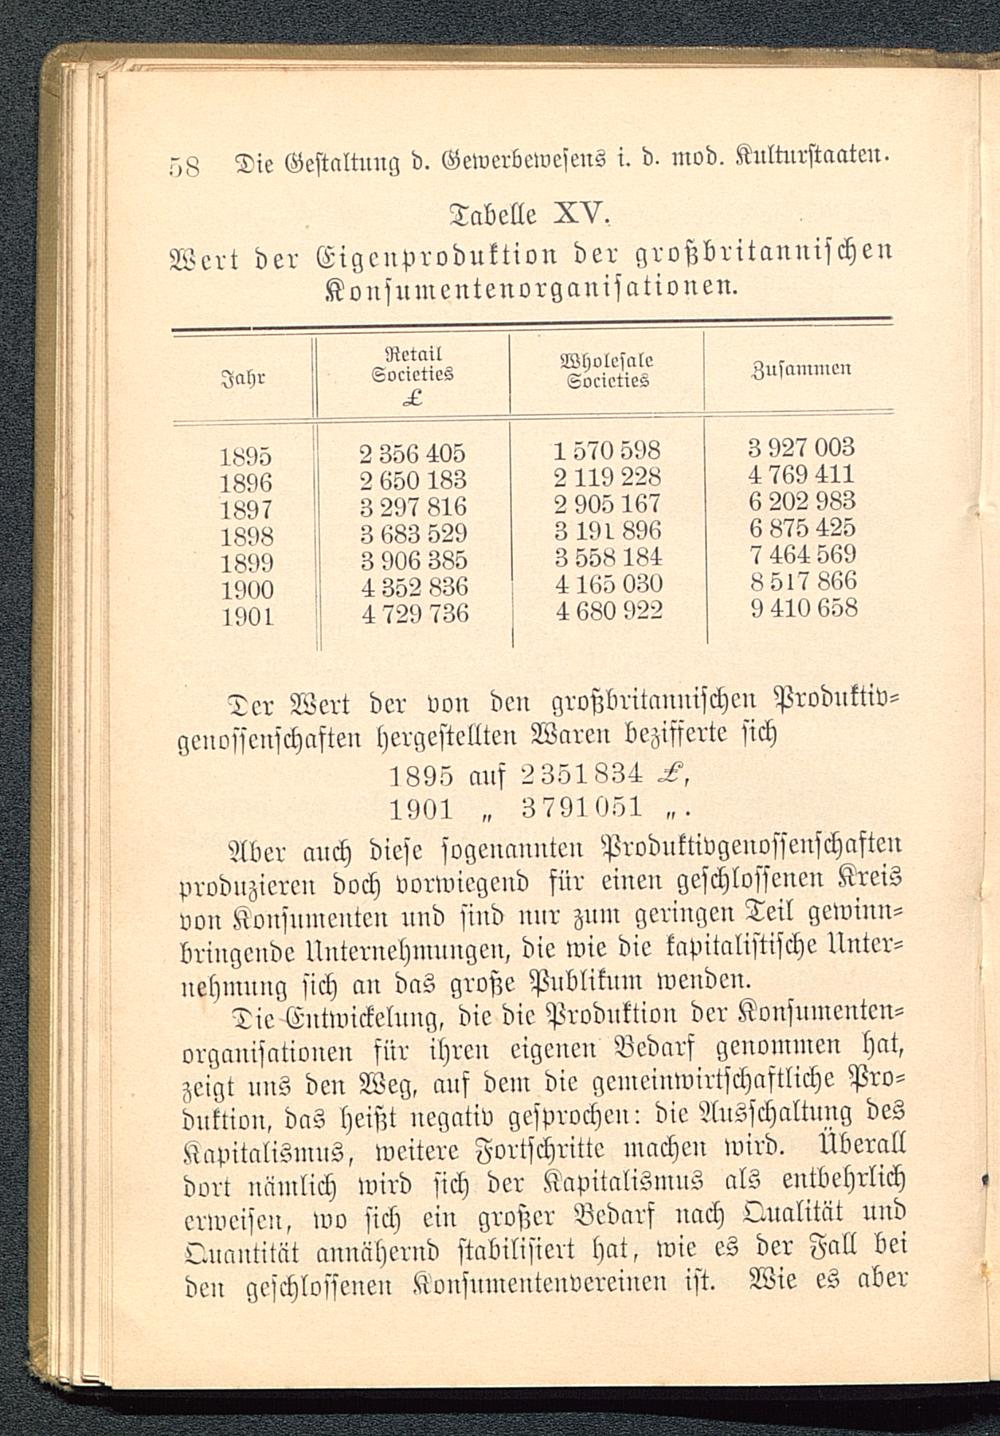 58 Die Gestaltung d. Gewerbewesens i. d. mod. Kulturstaaten.
Tabelle XV.
Wert der Eigenproduktion der großbritannischen
Konsumentenorganisationen.
Jahr | Retail Societies £ | Wholesale Societies | Zusammen
1895 2 356 405 1 570 598 3 927 003
1896 2 650 183 2 119 228 4 769 411
1897 3 297 816 2 905 167 6 202 983
1898 3 683 529 3 191 896 6 875 425
1899 3 906 385 3 558 184 7 464 569
1900 4 352 836 4 165 030 8 517 866
1901 4 729 736 4 680 922 9 410 658
Der Wert der von den großbritannischen Produktiv-
genossenschaften hergestellten Waren bezifferte sich
1895 auf 2 351 834 £,
1901 „ 3 791 051 „.
Aber auch diese sogenannten Produktivgenossenschaften
produzieren doch vorwiegend für einen geschlossenen Kreis
von Konsumenten und sind nur zum geringen Teil gewinn-
bringende Unternehmungen, die wie die kapitalistische Unter-
nehmung sich an das große Publikum wenden.
Die Entwickelung, die die Produktion der Konsumenten-
organisationen für ihren eigenen Bedarf genommen hat,
zeigt uns den Weg, auf dem die gemeinwirtschaftliche Pro-
duktion, das heißt negativ gesprochen: die Ausschaltung des
Kapitalismus, weitere Fortschritte machen wird. Überall
dort nämlich wird sich der Kapitalismus als entbehrlich
erweisen, wo sich ein großer Bedarf nach Qualität und
Quantität annähernd stabilisiert hat, wie es der Fall bei
den geschlossenen Konsumentenvereinen ist. Wie es aber